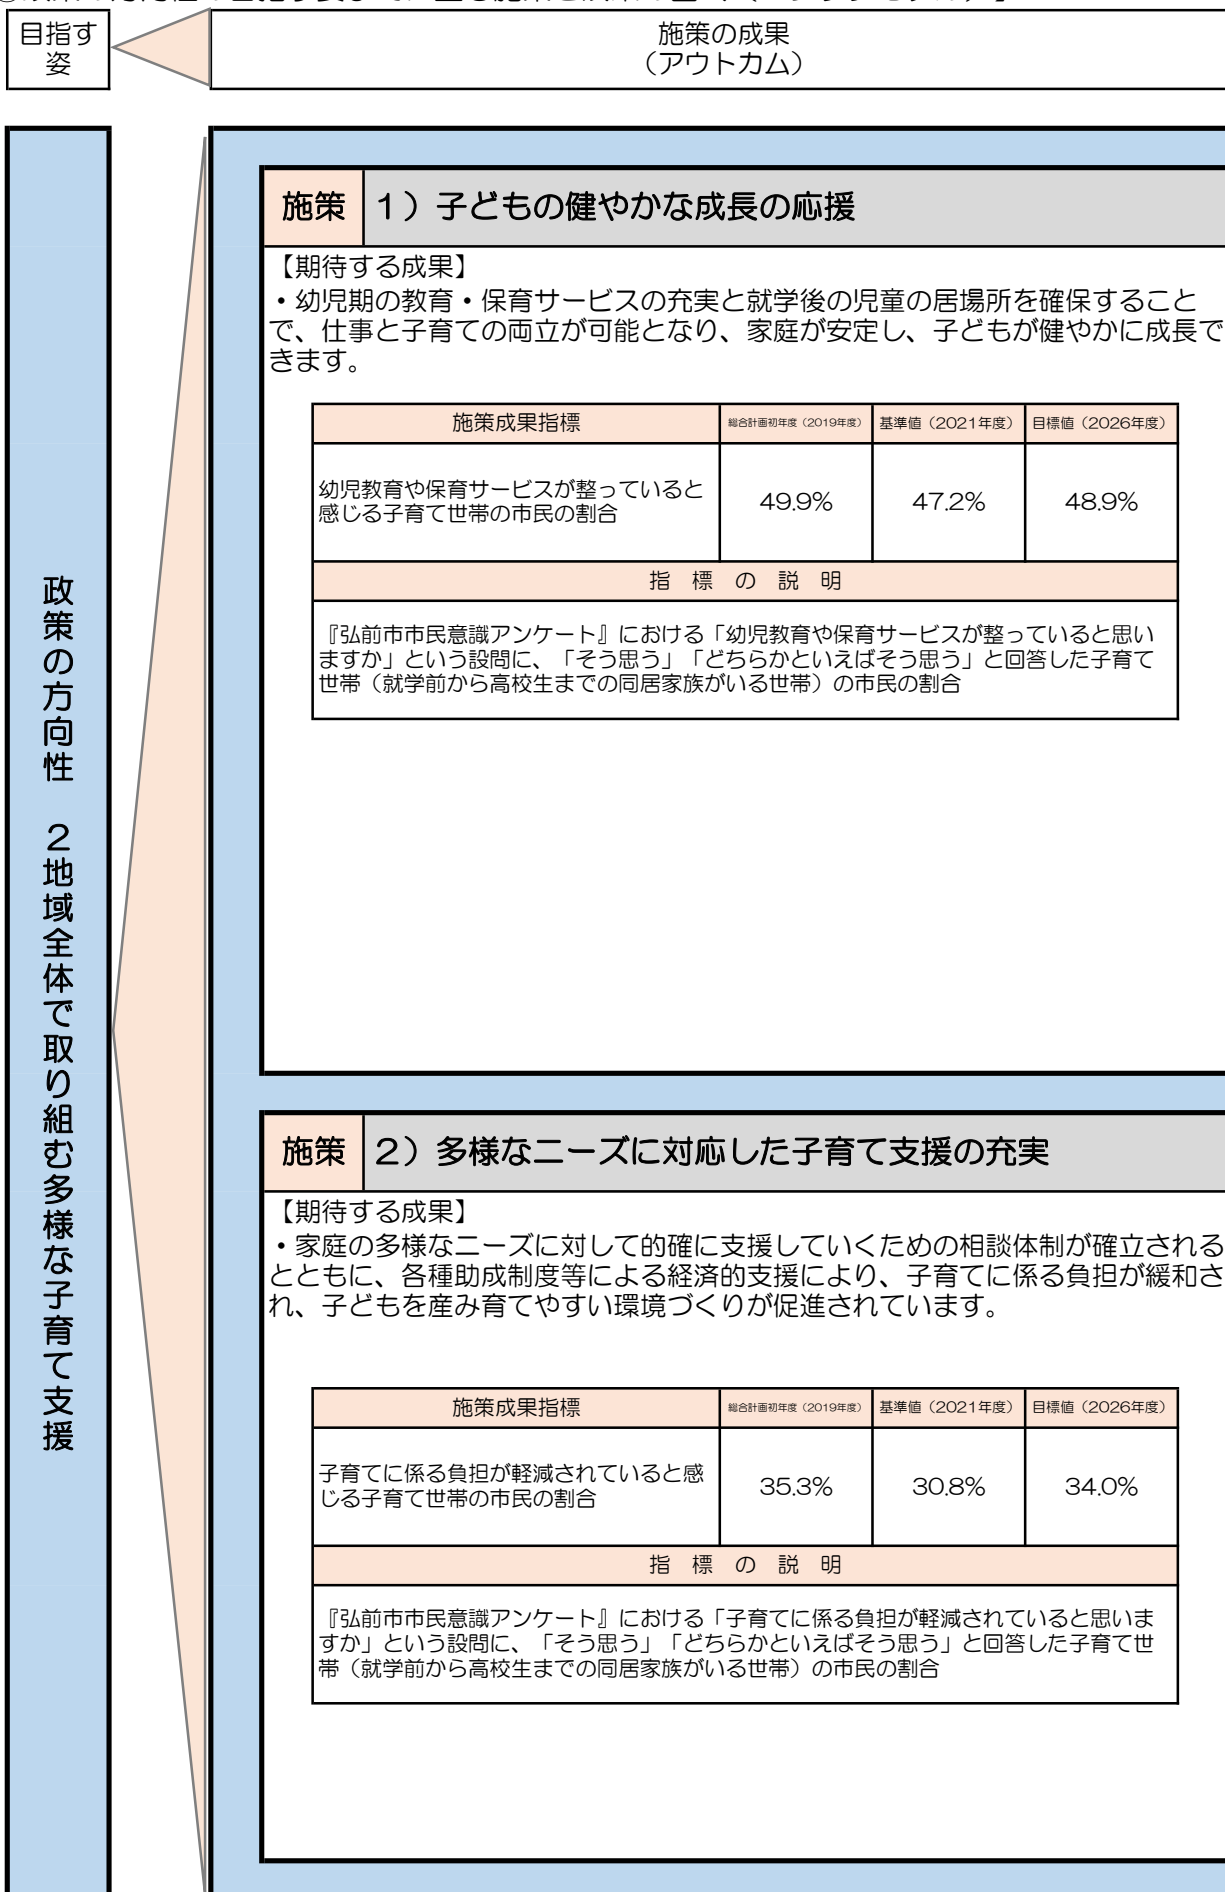 目指す
姿
施策の成果
（アウトカム）
政策の方向性　２地域全体で取り組む多様な子育て支援
施策
１）子どもの健やかな成長の応援
【期待する成果】
・幼児期の教育・保育サービスの充実と就学後の児童の居場所を確保すること
で、仕事と子育ての両立が可能となり、家庭が安定し、子どもが健やかに成長で
きます。
施策成果指標
総合計画初年度（2019年度）
基準値（2021年度）
目標値（2026年度）
幼児教育や保育サービスが整っていると
感じる子育て世帯の市民の割合
49.9%
47.2%
48.9%
指　標　の　説　明
『弘前市市民意識アンケート』における「幼児教育や保育サービスが整っていると思い
ますか」という設問に、「そう思う」「どちらかといえばそう思う」と回答した子育て
世帯（就学前から高校生までの同居家族がいる世帯）の市民の割合
施策
２）多様なニーズに対応した子育て支援の充実
【期待する成果】
・家庭の多様なニーズに対して的確に支援していくための相談体制が確立される
とともに、各種助成制度等による経済的支援により、子育てに係る負担が緩和さ
れ、子どもを産み育てやすい環境づくりが促進されています。
施策成果指標
総合計画初年度（2019年度）
基準値（2021年度）
目標値（2026年度）
子育てに係る負担が軽減されていると感
じる子育て世帯の市民の割合
35.3%
30.8%
34.0%
指　標　の　説　明
『弘前市市民意識アンケート』における「子育てに係る負担が軽減されていると思いま
すか」という設問に、「そう思う」「どちらかといえばそう思う」と回答した子育て世
帯（就学前から高校生までの同居家族がいる世帯）の市民の割合